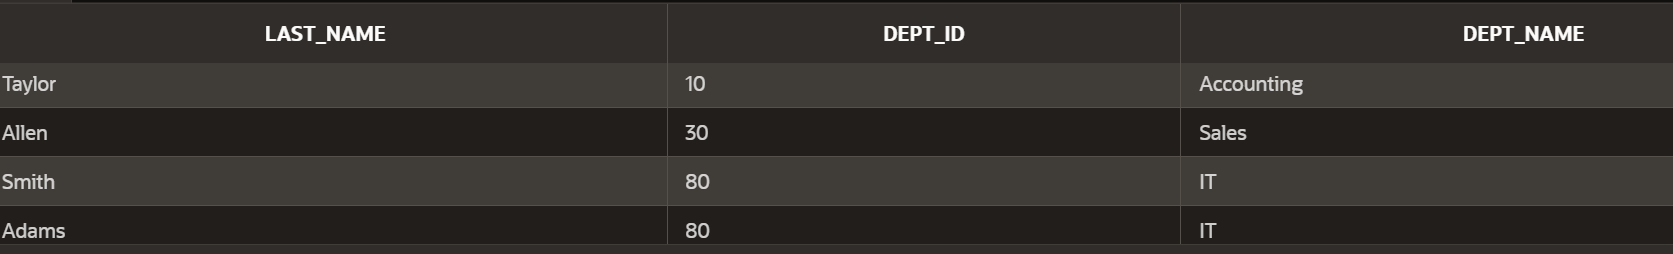 LAST_NAME DEPT_ID DEPT_NAME
Taylor 10 Accounting
Allen 30 Sales
Smith 80 IT
Adams 80 IT